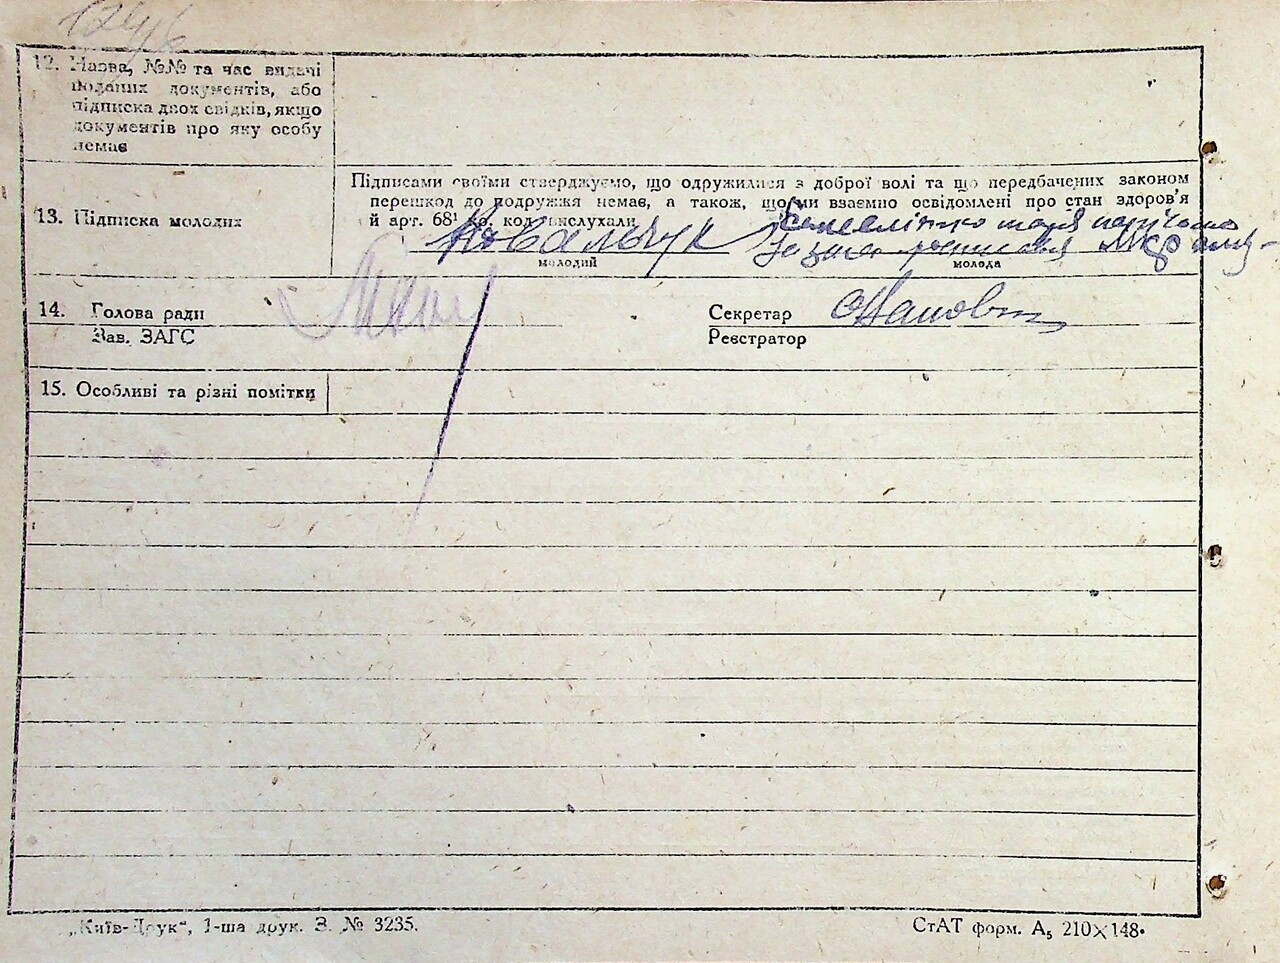 12. Назва, №№ та час видачі
поданих документів, або
підписка двох свідків, якщо
документів про яку особу
немає
13. Підписка молодих
Підписами своїми стверджуємо, що одружилися з доброї волі та що передбачених законом
перешкод до подружжя немає, а також, що ми взаємно освідомлені про стан здоров'я
й арт. 68¹ кр. код. вислухали
Ковальчук
молодий
молода
14. Голова ради
Зав. ЗАГС
Секретар
Реєстратор
15. Особливі та різні помітки
„Київ-Друк“, 1-ша друк. З. № 3235.
СтАТ форм. А₅ 210×148.